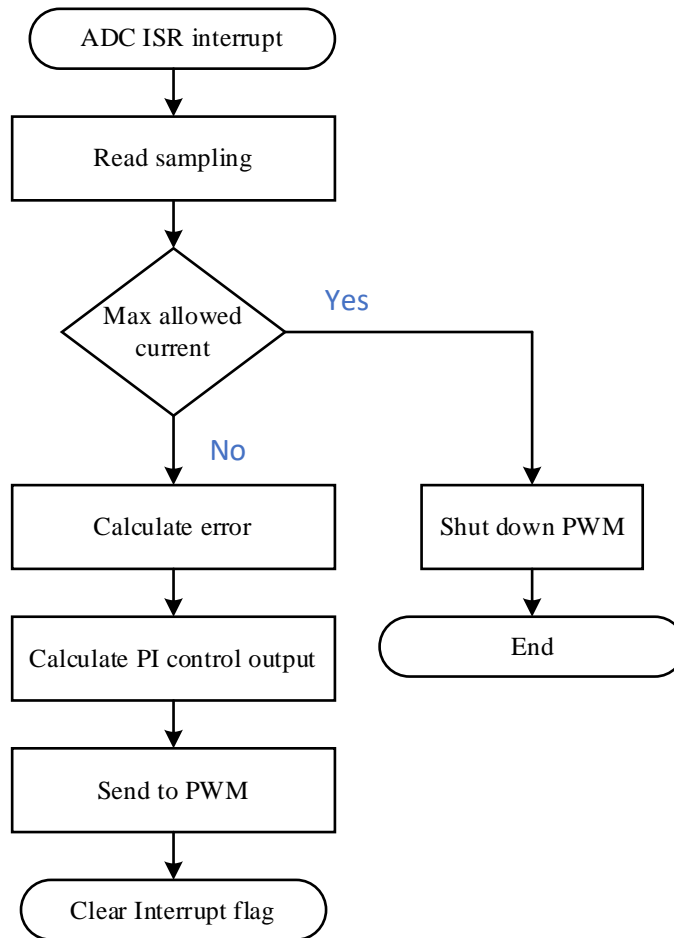 ADC ISR interrupt
Read sampling
Max allowed
current
Yes
No
Calculate error
Shut down PWM
Calculate PI control output
End
Send to PWM
Clear Interrupt flag